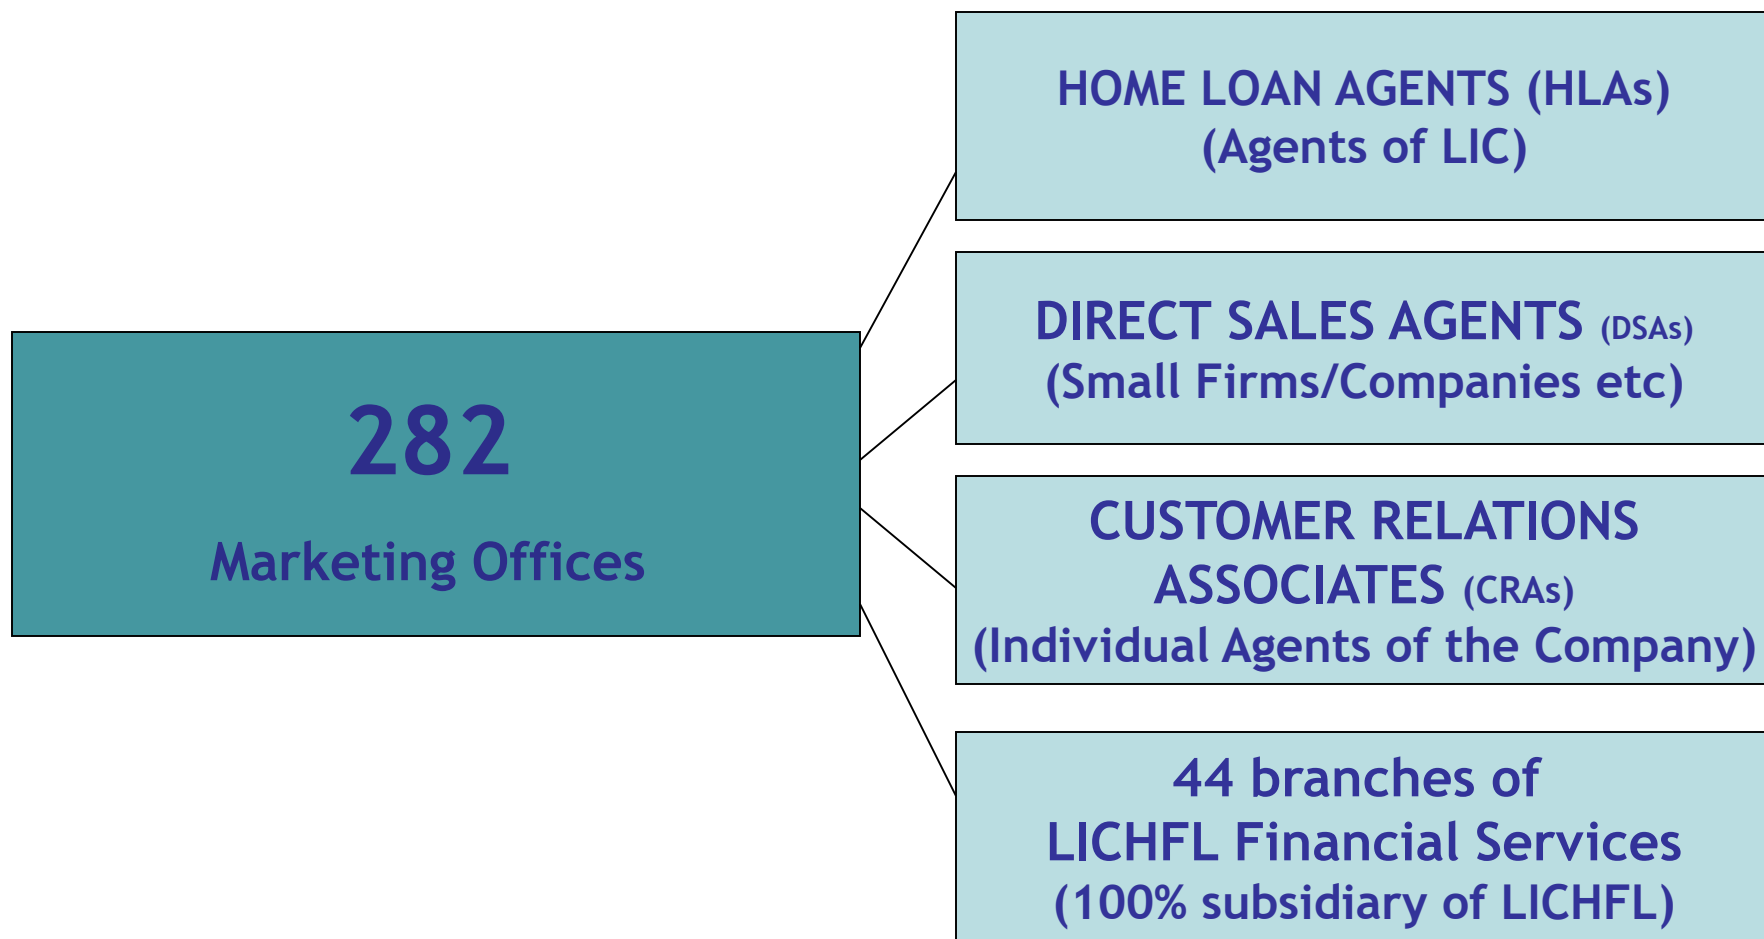 282
Marketing Offices
HOME LOAN AGENTS (HLAs)
(Agents of LIC)
DIRECT SALES AGENTS (DSAs)
(Small Firms/Companies etc)
CUSTOMER RELATIONS
ASSOCIATES (CRAs)
(Individual Agents of the Company)
44 branches of
LICHFL Financial Services
(100% subsidiary of LICHFL)